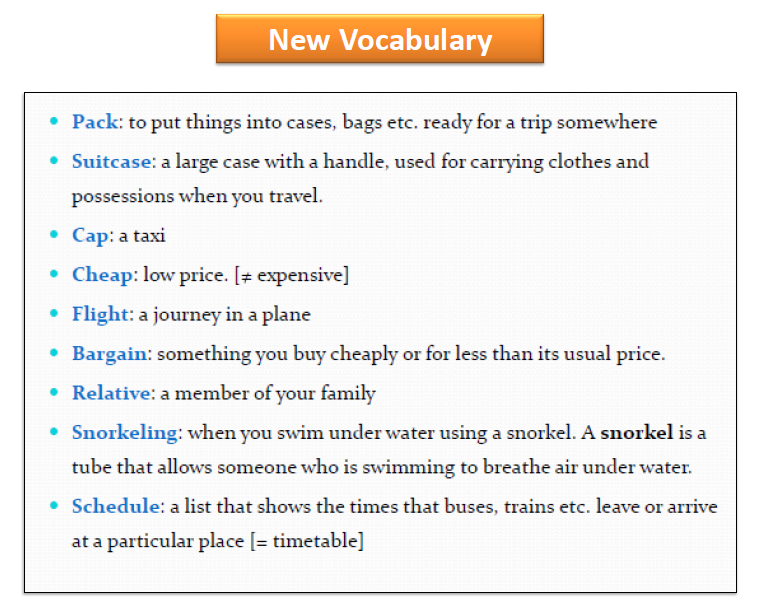 New Vocabulary
• Pack: to put things into cases, bags etc. ready for a trip somewhere
• Suitcase: a large case with a handle, used for carrying clothes and
possessions when you travel.
• Cap: a taxi
• Cheap: low price. [≠ expensive]
• Flight: a journey in a plane
• Bargain: something you buy cheaply or for less than its usual price.
• Relative: a member of your family
• Snorkeling: when you swim under water using a snorkel. A snorkel is a
tube that allows someone who is swimming to breathe air under water.
• Schedule: a list that shows the times that buses, trains etc. leave or arrive
at a particular place [= timetable]